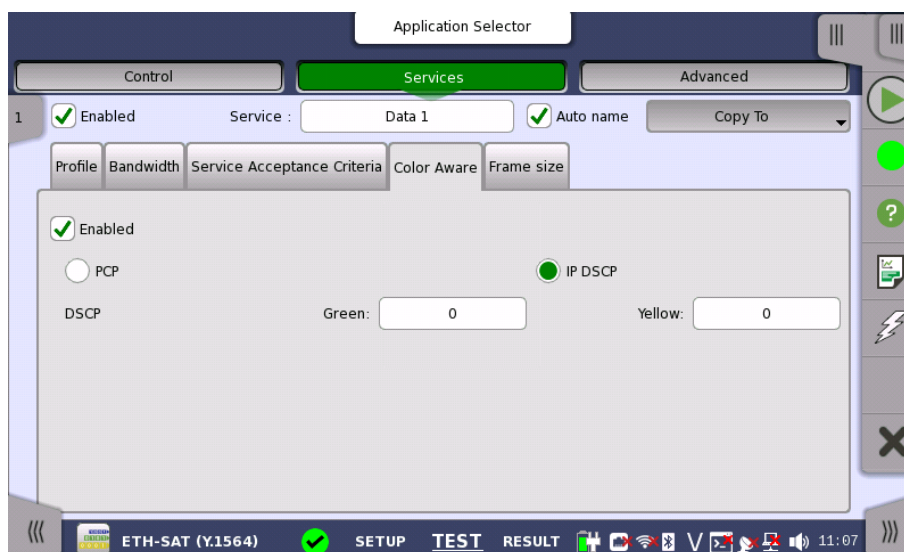 Application Selector
Control Services Advanced
1 Enabled Service : Data 1 Auto name Copy To
Profile Bandwidth Service Acceptance Criteria Color Aware Frame size
Enabled
PCP IP DSCP
DSCP Green: 0 Yellow: 0
ETH-SAT (Y.1564) SETUP TEST RESULT V 11:07